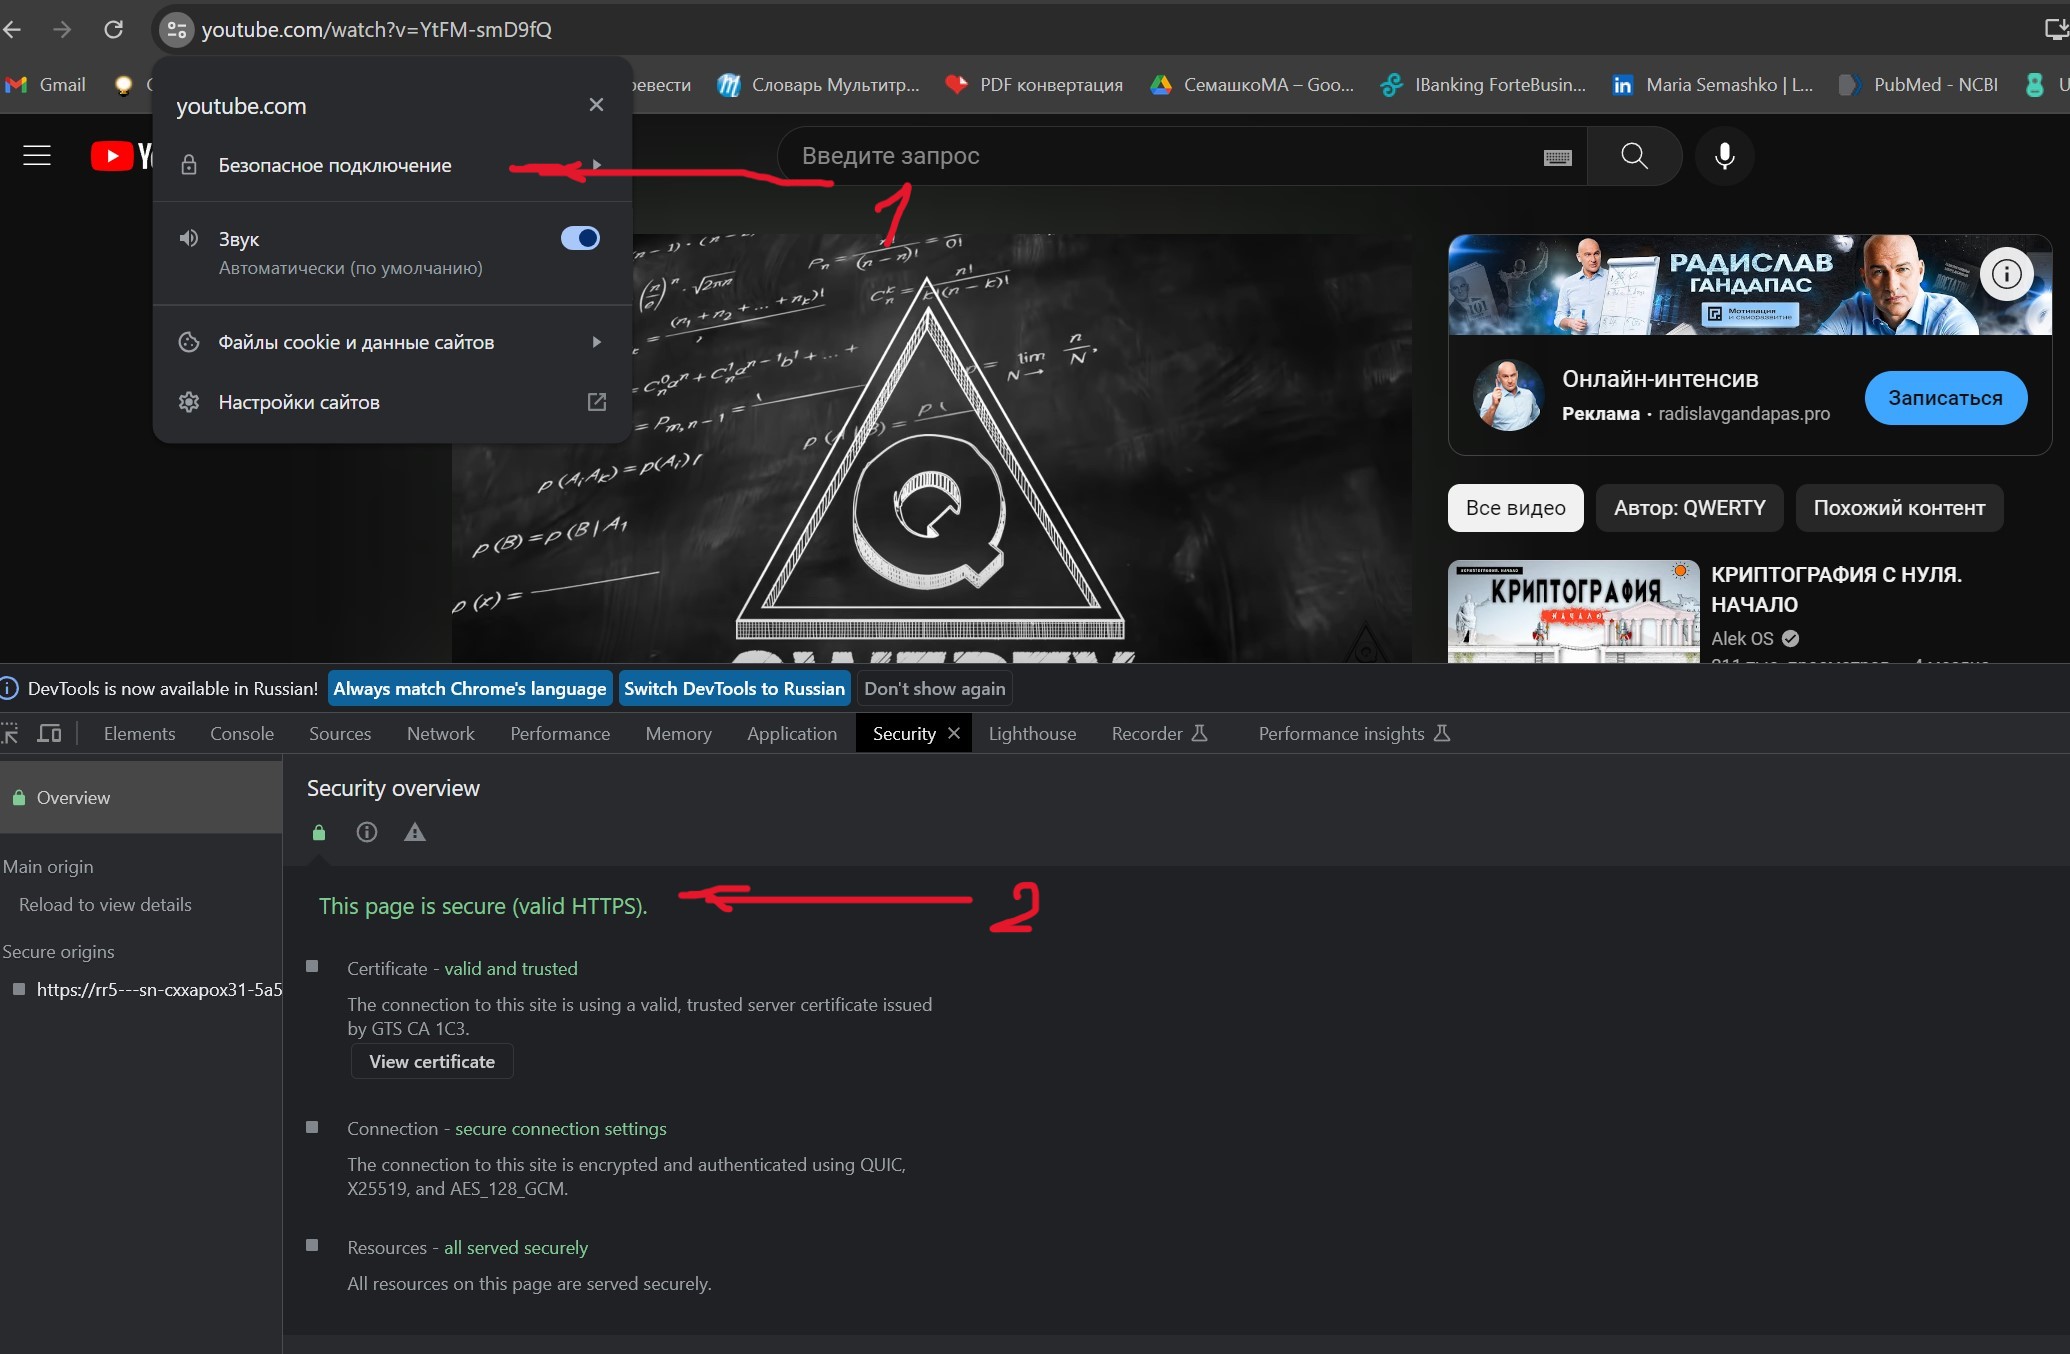 youtube.com/watch?v=YtFM-smD9fQ
Gmail
ревести
Словарь Мультитр...
PDF конвертация
СемашкоМА – Goo...
IBanking ForteBusin...
Maria Semashko | L...
PubMed - NCBI
youtube.com
Безопасное подключение
Звук
Автоматически (по умолчанию)
Файлы cookie и данные сайтов
Настройки сайтов
Введите запрос
1
РАДИСЛАВ
ГАНДАПАС
Мотивация
и саморазвитие
Онлайн-интенсив
Реклама · radislavgandapas.pro
Записаться
Все видео
Автор: QWERTY
Похожий контент
КРИПТОГРАФИЯ
НАЧАЛО
КРИПТОГРАФИЯ С НУЛЯ.
НАЧАЛО
Alek OS
DevTools is now available in Russian!
Always match Chrome's language
Switch DevTools to Russian
Don't show again
Elements
Console
Sources
Network
Performance
Memory
Application
Security
Lighthouse
Recorder
Performance insights
Overview
Main origin
Reload to view details
Secure origins
https://rr5---sn-cxxapox31-5a5
Security overview
This page is secure (valid HTTPS).
2
Certificate - valid and trusted
The connection to this site is using a valid, trusted server certificate issued
by GTS CA 1C3.
View certificate
Connection - secure connection settings
The connection to this site is encrypted and authenticated using QUIC,
X25519, and AES_128_GCM.
Resources - all served securely
All resources on this page are served securely.